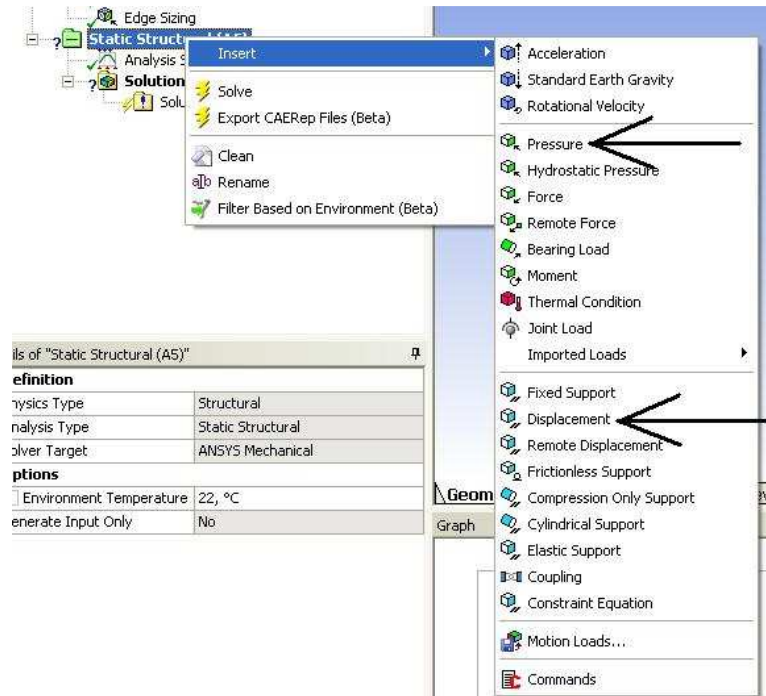 Edge Sizing
Static Struct
Analysis S
Solution
Solu
Insert
Solve
Export CAERep Files (Beta)
Clean
Rename
Filter Based on Environment (Beta)
Acceleration
Standard Earth Gravity
Rotational Velocity
Pressure
Hydrostatic Pressure
Force
Remote Force
Bearing Load
Moment
Thermal Condition
Joint Load
Imported Loads
Fixed Support
Displacement
Remote Displacement
Frictionless Support
Compression Only Support
Cylindrical Support
Elastic Support
Coupling
Constraint Equation
Motion Loads...
Commands
ils of "Static Structural (A5)"
efinition
hysics Type Structural
nalysis Type Static Structural
olver Target ANSYS Mechanical
ptions
Environment Temperature 22, °C
enerate Input Only No
Geom
Graph